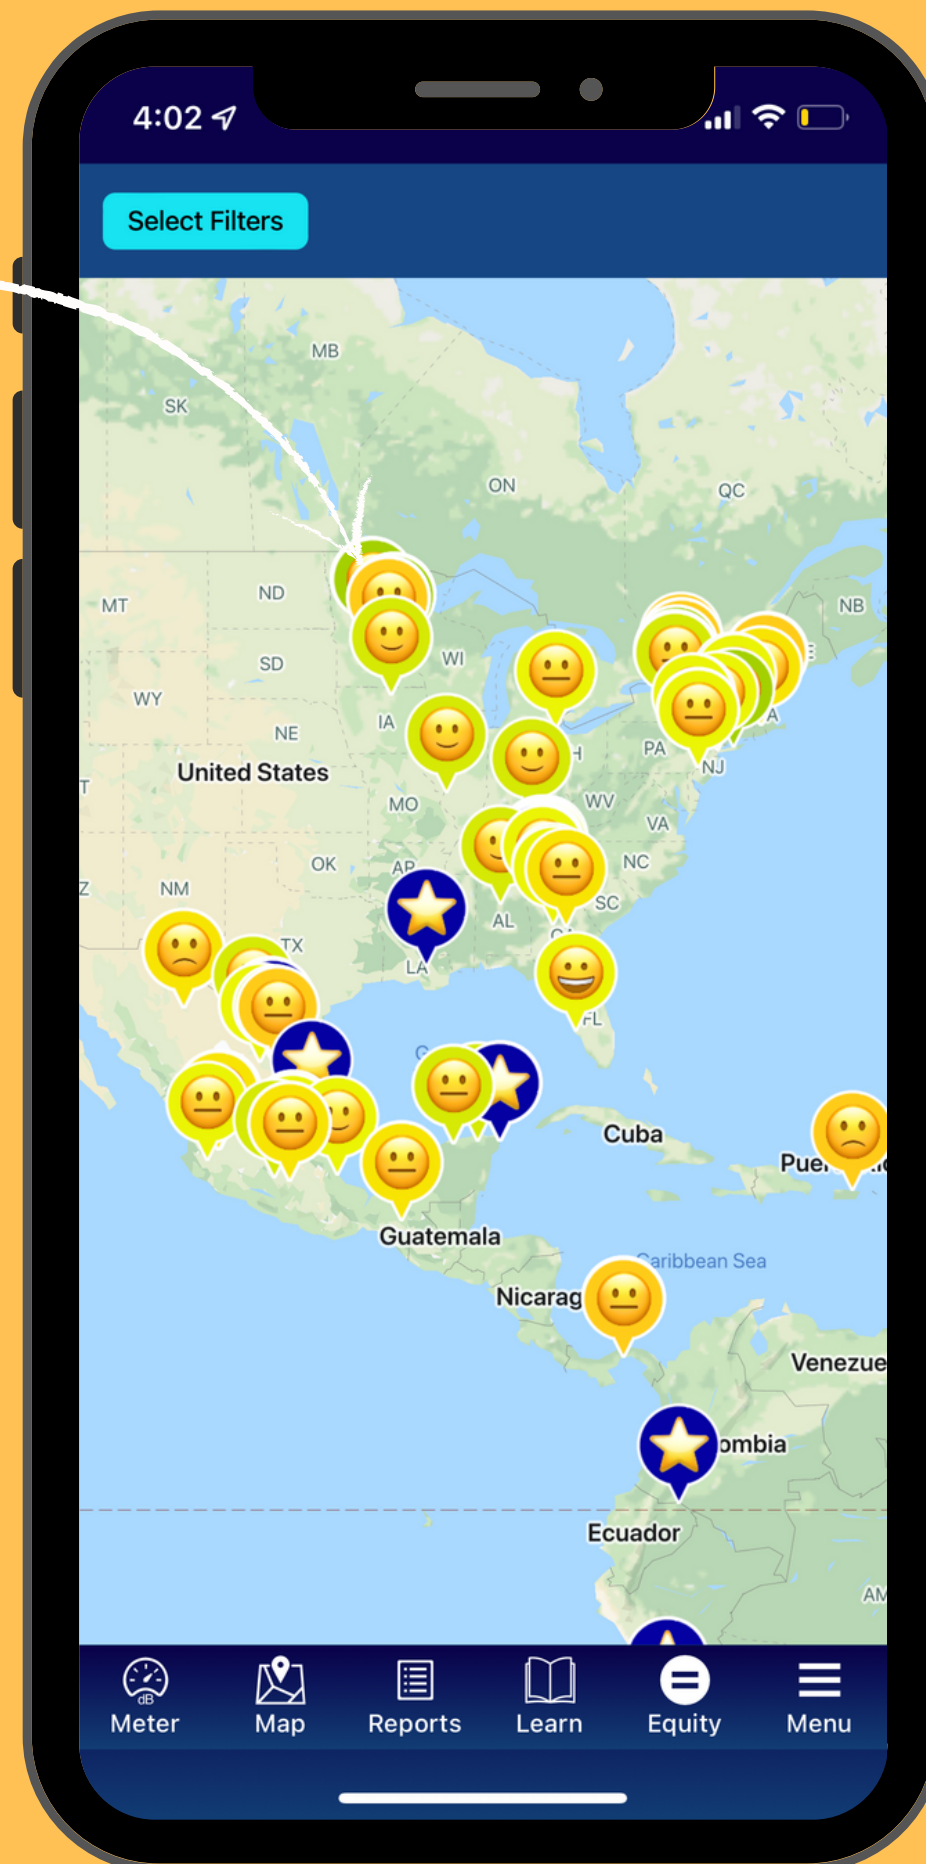 4:02
Select Filters
MB
SK
ON
QC
ND
MT
NB
SD
WI
WY
IA
NE
PA
NJ
United States
MO
WV
VA
OK
AR
NC
NM
SC
AL
TX
LA
FL
Cuba
Guatemala
Caribbean Sea
Nicarag
Venezue
ombia
Ecuador
AM
dB
Meter
Map
Reports
Learn
Equity
Menu